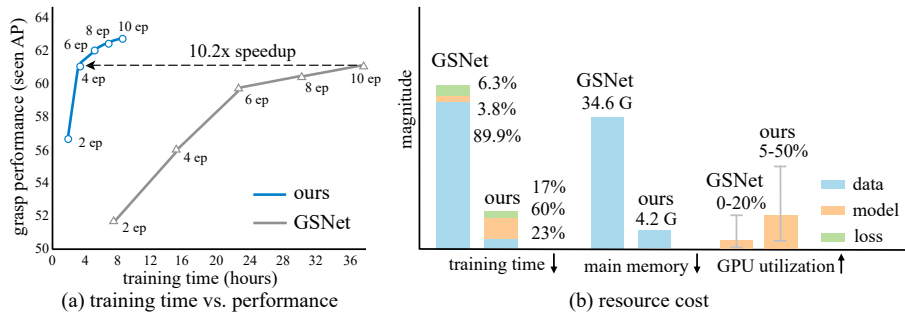 grasp performance (seen AP)
64
62
60
58
56
54
52
50
0
4
8
12
16
20
24
28
32
36
2 ep
4 ep
6 ep
8 ep
10 ep
10.2x speedup
2 ep
4 ep
6 ep
8 ep
10 ep
ours
GSNet
training time (hours)
(a) training time vs. performance
magnitude
GSNet
6.3%
3.8%
89.9%
ours
17%
60%
23%
GSNet
34.6 G
ours
4.2 G
GSNet
0-20%
ours
5-50%
data
model
loss
training time
main memory
GPU utilization
(b) resource cost